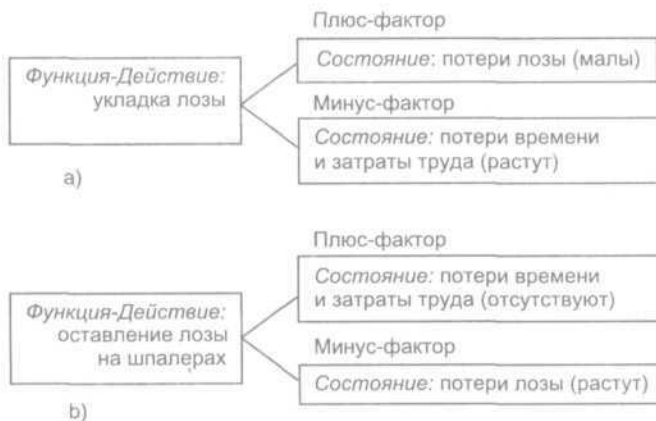 Плюс-фактор
Функция-Действие:
укладка лозы
Состояние: потери лозы (малы)
Минус-фактор
Состояние: потери времени
и затраты труда (растут)
a)
Плюс-фактор
Функция-Действие:
оставление лозы
на шпалерах
Состояние: потери времени
и затраты труда (отсутствуют)
Минус-фактор
Состояние: потери лозы (растут)
b)